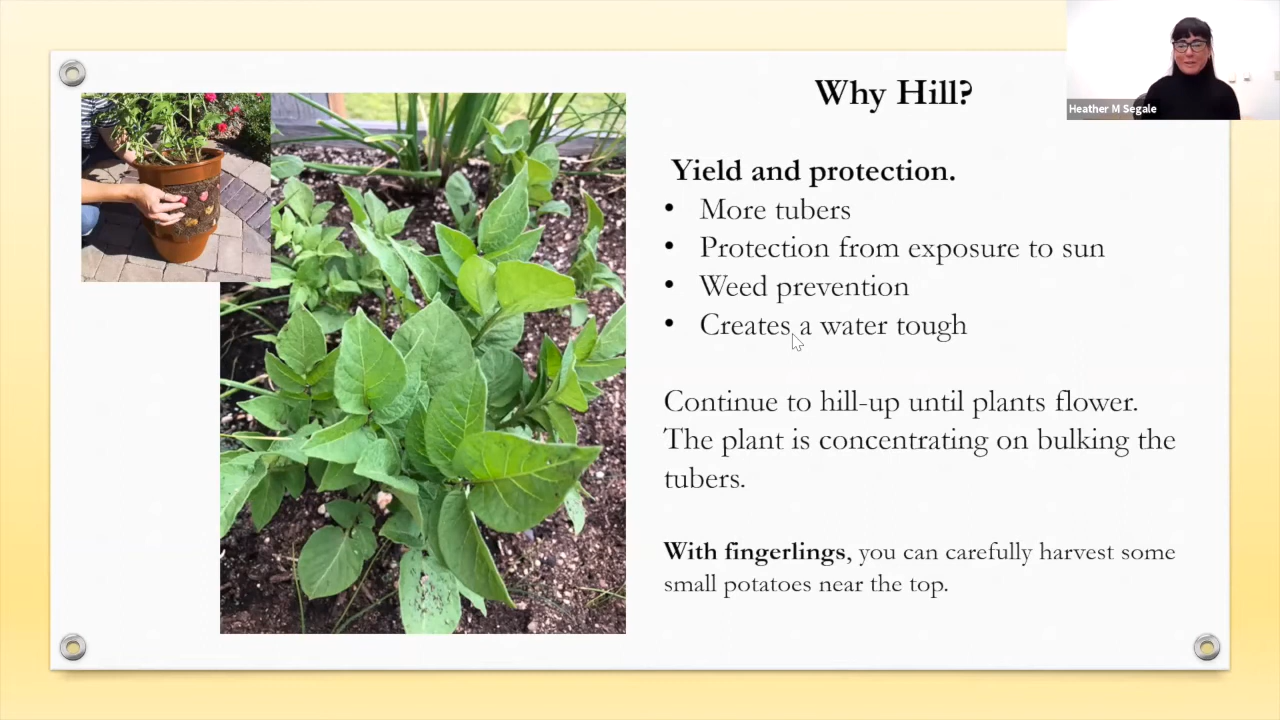 Why Hill?
Heather M Segale
Yield and protection.
• More tubers
• Protection from exposure to sun
• Weed prevention
• Creates a water tough
Continue to hill-up until plants flower.
The plant is concentrating on bulking the
tubers.
With fingerlings, you can carefully harvest some
small potatoes near the top.